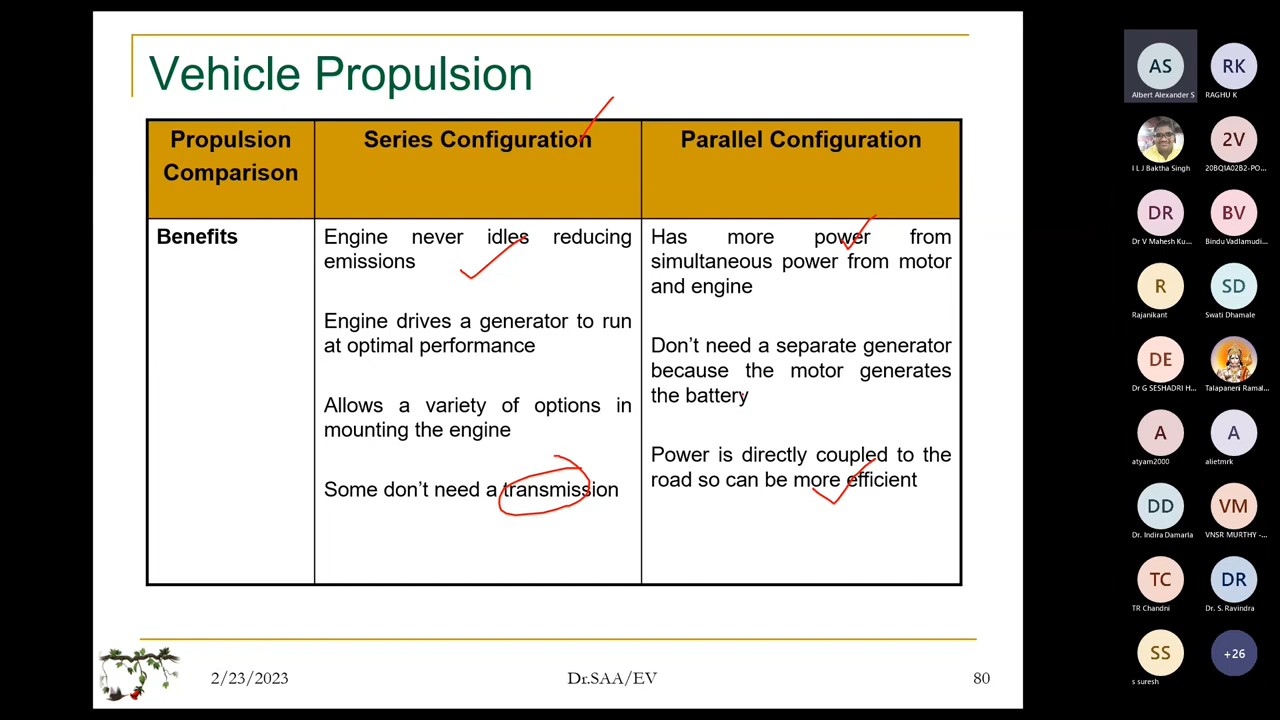 Vehicle Propulsion
Propulsion
Comparison
Series Configuration
Parallel Configuration
Benefits
Engine never idles reducing
emissions
Engine drives a generator to run
at optimal performance
Allows a variety of options in
mounting the engine
Some don't need a transmission
Has more power from
simultaneous power from motor
and engine
Don't need a separate generator
because the motor generates
the battery
Power is directly coupled to the
road so can be more efficient
2/23/2023
Dr.SAA/EV
80
AS
Albert Alexander S
RK
RAGHU K
I L J Baktha Singh
2V
20BQ1A02B2-PO...
DR
Dr V Mahesh Ku...
BV
Bindu Vadlamudi...
R
Rajanikant
SD
Swati Dhamale
DE
Dr G SESHADRI H...
Talapaneni Ramal...
A
atyam2000
A
alietmrk
DD
Dr. Indira Damarla
VM
VNSR MURTHY -...
TC
TR Chandni
DR
Dr. S. Ravindra
SS
s suresh
+26